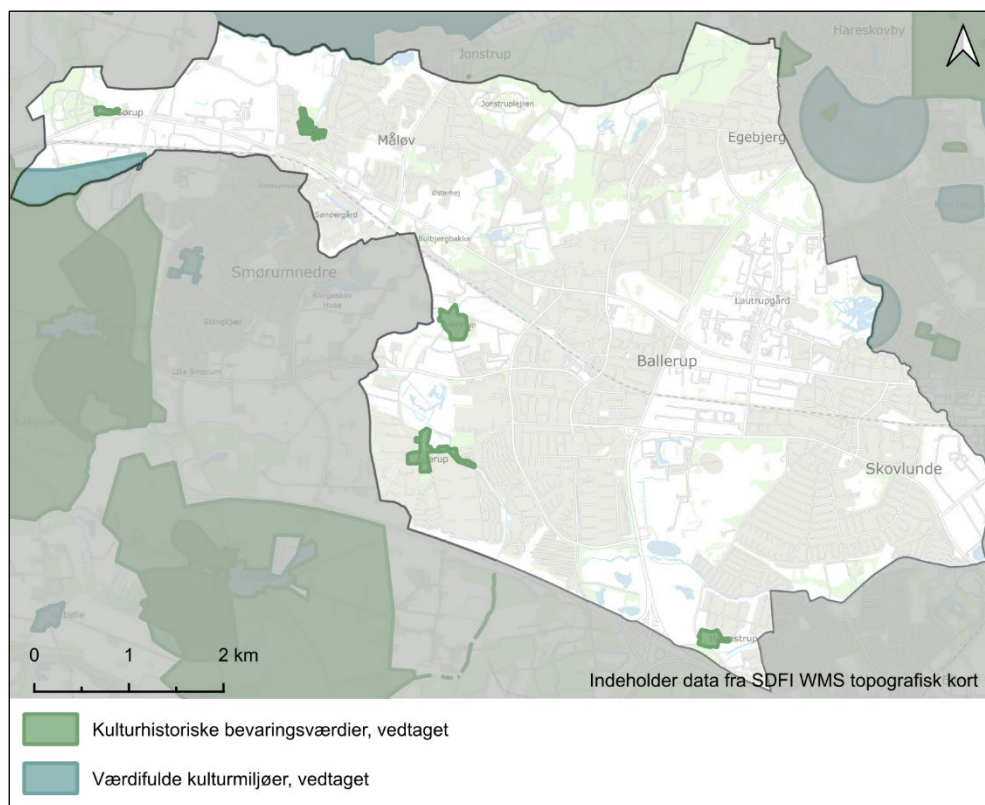 Hareskovby
Jonstrup
Jonstruplejren
Måløv
Egebjerg
Østerhøj
Søndergård
Bulbjergbakke
Smørumnedre
Lautrupgård
Stangkjær
Ballerup
Lille Smørum
Skovlunde
0 1 2 km
Indeholder data fra SDFI WMS topografisk kort
Kulturhistoriske bevaringsværdier, vedtaget
Værdifulde kulturmiljøer, vedtaget